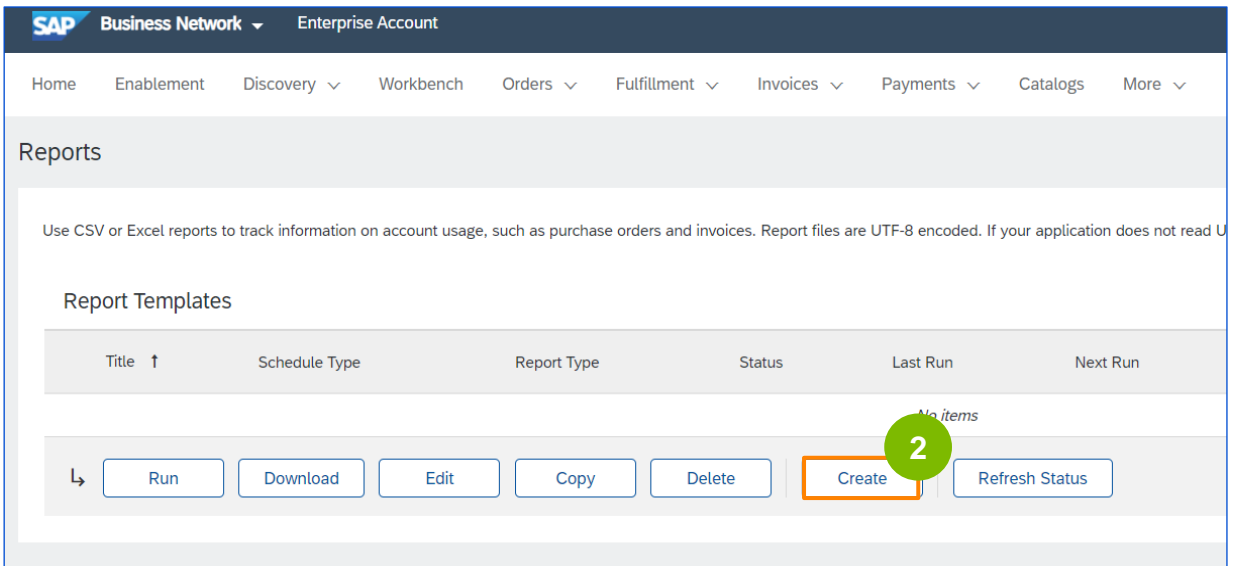 SAP Business Network Enterprise Account
Home Enablement Discovery Workbench Orders Fulfillment Invoices Payments Catalogs More
Reports
Use CSV or Excel reports to track information on account usage, such as purchase orders and invoices. Report files are UTF-8 encoded. If your application does not read U
Report Templates
Title ↑ Schedule Type Report Type Status Last Run Next Run
No items
2
Run Download Edit Copy Delete Create Refresh Status